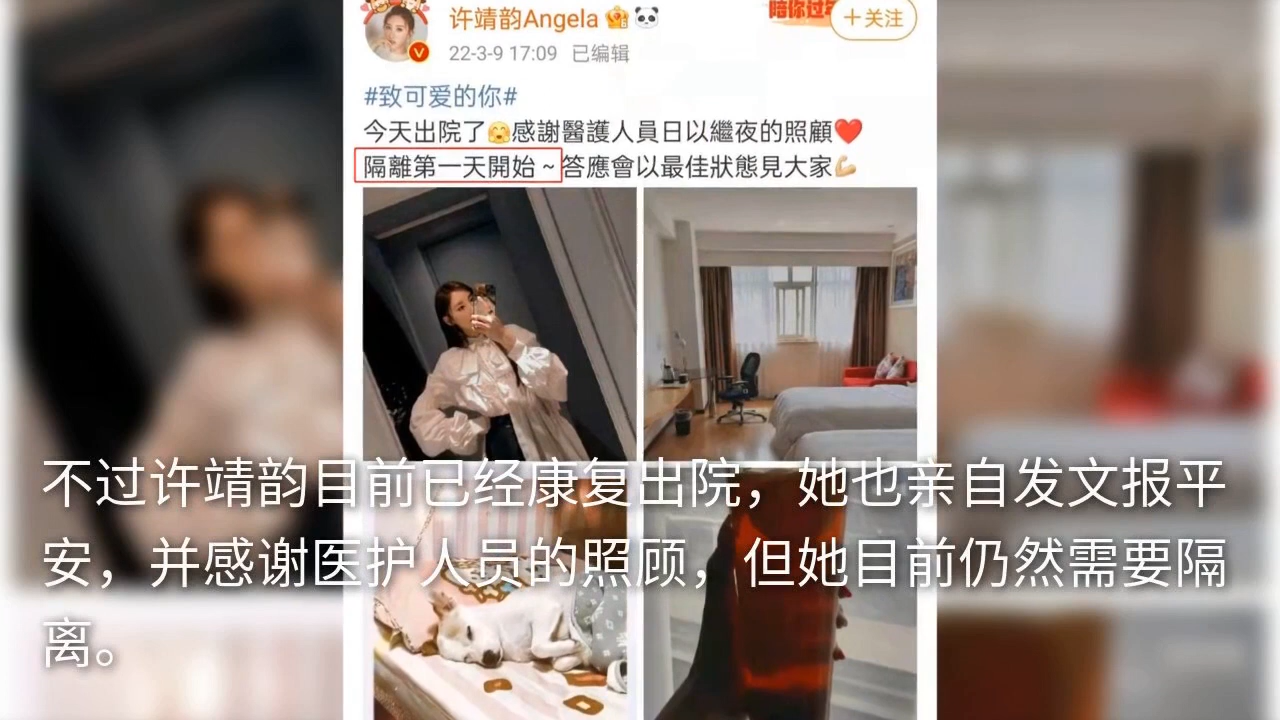 许靖韵Angela
陪你过年
+关注
22-3-9 17:09 已编辑
#致可爱的你#
今天出院了🤗感謝醫護人員日以繼夜的照顧❤️
隔離第一天開始 ~ 答應會以最佳狀態見大家💪🏼
不过许靖韵目前已经康复出院，她也亲自发文报平
安，并感谢医护人员的照顾，但她目前仍然需要隔
离。